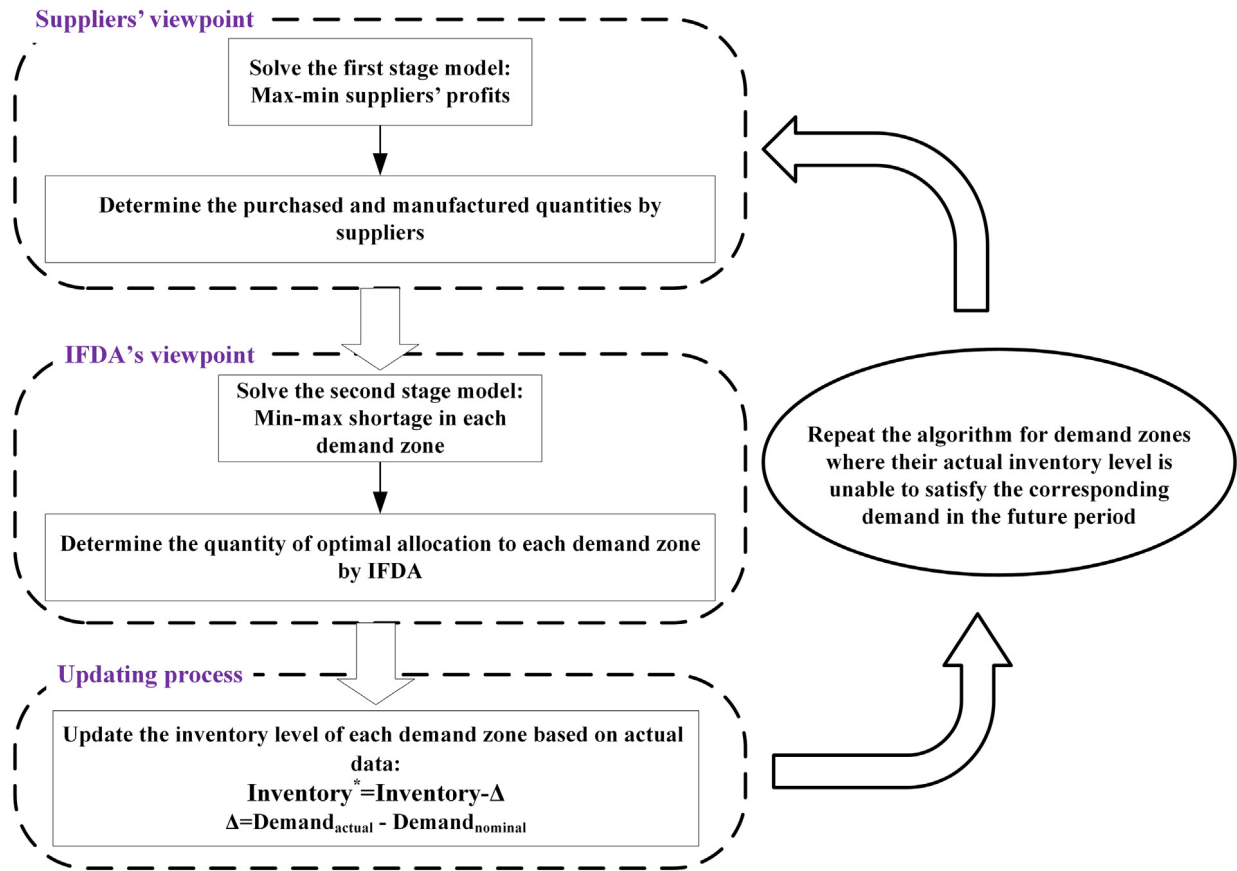 Suppliers’ viewpoint
Solve the first stage model:
Max-min suppliers’ profits
Determine the purchased and manufactured quantities by
suppliers
IFDA’s viewpoint
Solve the second stage model:
Min-max shortage in each
demand zone
Determine the quantity of optimal allocation to each demand zone
by IFDA
Updating process
Update the inventory level of each demand zone based on actual
data:
Inventory*=Inventory-Δ
Δ=Demandactual - Demandnominal
Repeat the algorithm for demand zones
where their actual inventory level is
unable to satisfy the corresponding
demand in the future period